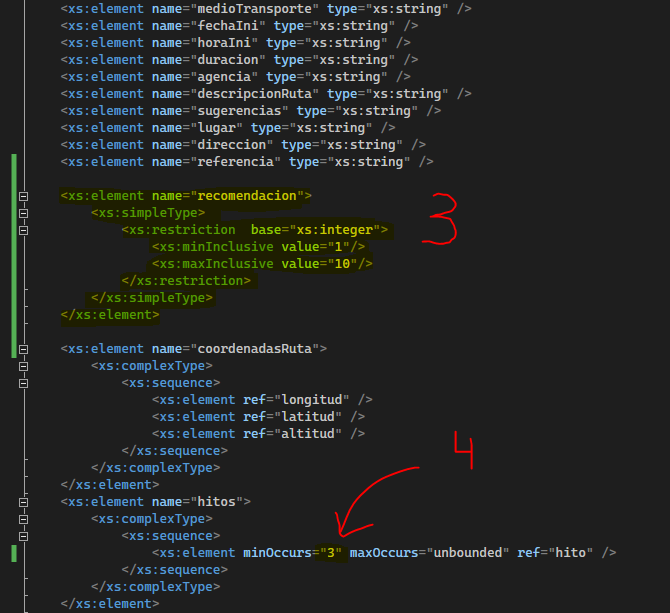 <xs:element name="medioTransporte" type="xs:string" />
<xs:element name="fechaIni" type="xs:string" />
<xs:element name="horaIni" type="xs:string" />
<xs:element name="duracion" type="xs:string" />
<xs:element name="agencia" type="xs:string" />
<xs:element name="descripcionRuta" type="xs:string" />
<xs:element name="sugerencias" type="xs:string" />
<xs:element name="lugar" type="xs:string" />
<xs:element name="direccion" type="xs:string" />
<xs:element name="referencia" type="xs:string" />
<xs:element name="recomendacion">
<xs:simpleType>
<xs:restriction  base="xs:integer">
<xs:minInclusive value="1"/>
<xs:maxInclusive value="10"/>
</xs:restriction>
</xs:simpleType>
</xs:element>
3
<xs:element name="coordenadasRuta">
<xs:complexType>
<xs:sequence>
<xs:element ref="longitud" />
<xs:element ref="latitud" />
<xs:element ref="altitud" />
</xs:sequence>
</xs:complexType>
</xs:element>
4
<xs:element name="hitos">
<xs:complexType>
<xs:sequence>
<xs:element minOccurs="3" maxOccurs="unbounded" ref="hito" />
</xs:sequence>
</xs:complexType>
</xs:element>